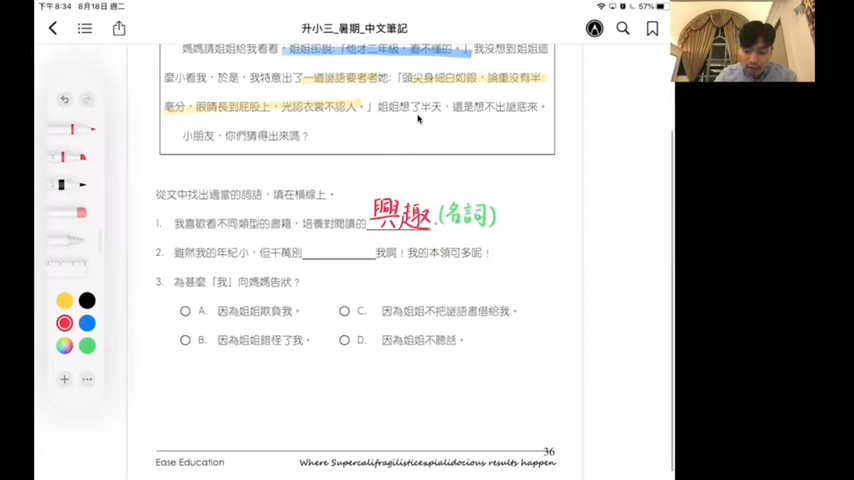 下午8:34 8月18日 週二
57%
升小三_暑期_中文筆記
媽媽請姐姐給我看看，姐姐卻說:「他才二年級，看不懂的。」我沒想到姐姐這
麼小看我，於是，我特意出了一道謎語要考考她:「頭尖身細白如銀，論重沒有半
毫分，眼睛長到屁股上，光認衣裳不認人。」姐姐想了半天，還是想不出謎底來。
小朋友，你們猜得出來嗎？
從文中找出適當的詞語，填在橫線上。
1. 我喜歡看不同類型的書籍，培養對閱讀的 興趣 。(名詞)
2. 雖然我的年紀小，但千萬別__________我啊！我的本領可多呢！
3. 為甚麼「我」向媽媽告狀？
A. 因為姐姐欺負我。 C. 因為姐姐不把謎語書借給我。
B. 因為姐姐錯怪了我。 D. 因為姐姐不聽話。
36
Ease Education Where Supercalifragilisticexpialidocious results happen